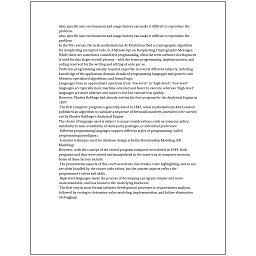 Also, specific user environment and usage history can make it difficult to reproduce the
problem.
Also, specific user environment and usage history can make it difficult to reproduce the
problem.
In the 9th century, the Arab mathematician Al-Kindi described a cryptographic algorithm
for deciphering encrypted code, in A Manuscript on Deciphering Cryptographic Messages.
While these are sometimes considered programming, often the term software development
is used for this larger overall process – with the terms programming, implementation, and
coding reserved for the writing and editing of code per se.
Proficient programming usually requires expertise in several different subjects, including
knowledge of the application domain, details of programming languages and generic code
libraries, specialized algorithms, and formal logic.
Languages form an approximate spectrum from "low-level" to "high-level"; "low-level"
languages are typically more machine-oriented and faster to execute, whereas "high-level"
languages are more abstract and easier to use but execute less quickly.
However, Charles Babbage had already written his first program for the Analytical Engine in
1837.
The first computer program is generally dated to 1843, when mathematician Ada Lovelace
published an algorithm to calculate a sequence of Bernoulli numbers, intended to be carried
out by Charles Babbage's Analytical Engine.
The choice of language used is subject to many considerations, such as company policy,
suitability to task, availability of third-party packages, or individual preference.
Different programming languages support different styles of programming (called
programming paradigms).
A similar technique used for database design is Entity-Relationship Modeling (ER
Modeling).
However, with the concept of the stored-program computer introduced in 1949, both
programs and data were stored and manipulated in the same way in computer memory.
Some of these factors include:
The presentation aspects of this (such as indents, line breaks, color highlighting, and so on)
are often handled by the source code editor, but the content aspects reflect the
programmer's talent and skills.
High-level languages made the process of developing a program simpler and more
understandable, and less bound to the underlying hardware.
The first step in most formal software development processes is requirements analysis,
followed by testing to determine value modeling, implementation, and failure elimination
(debugging).